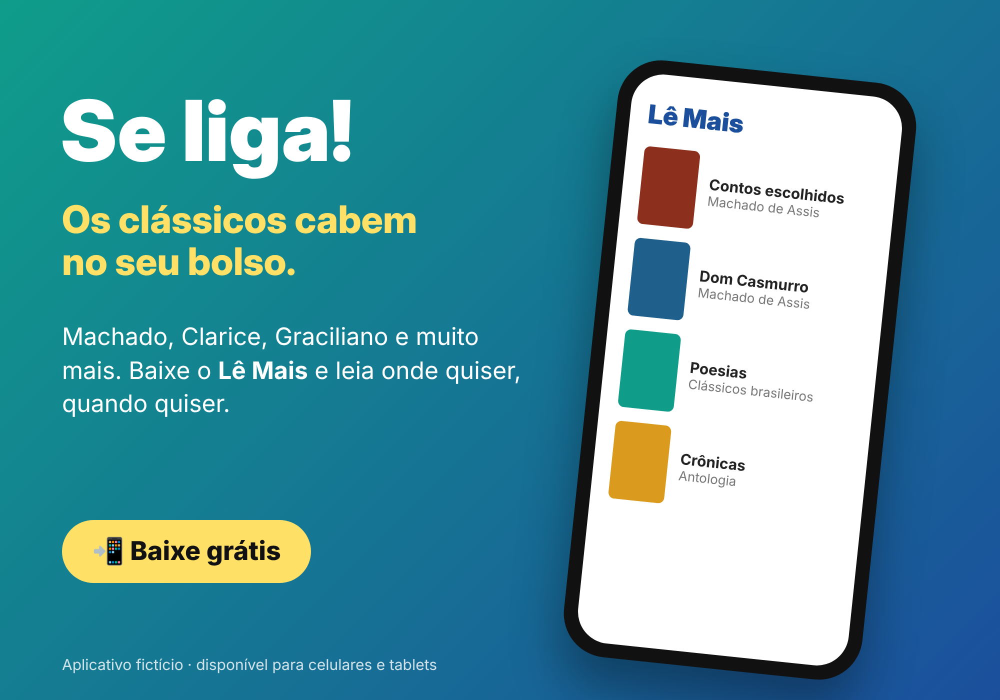 Se liga!
Os clássicos cabem
no seu bolso.
Machado, Clarice, Graciliano e muito
mais. Baixe o Lê Mais e leia onde quiser,
quando quiser.
📲 Baixe grátis
Aplicativo fictício · disponível para celulares e tablets
Lê Mais
Contos escolhidos
Machado de Assis
Dom Casmurro
Machado de Assis
Poesias
Clássicos brasileiros
Crônicas
Antologia